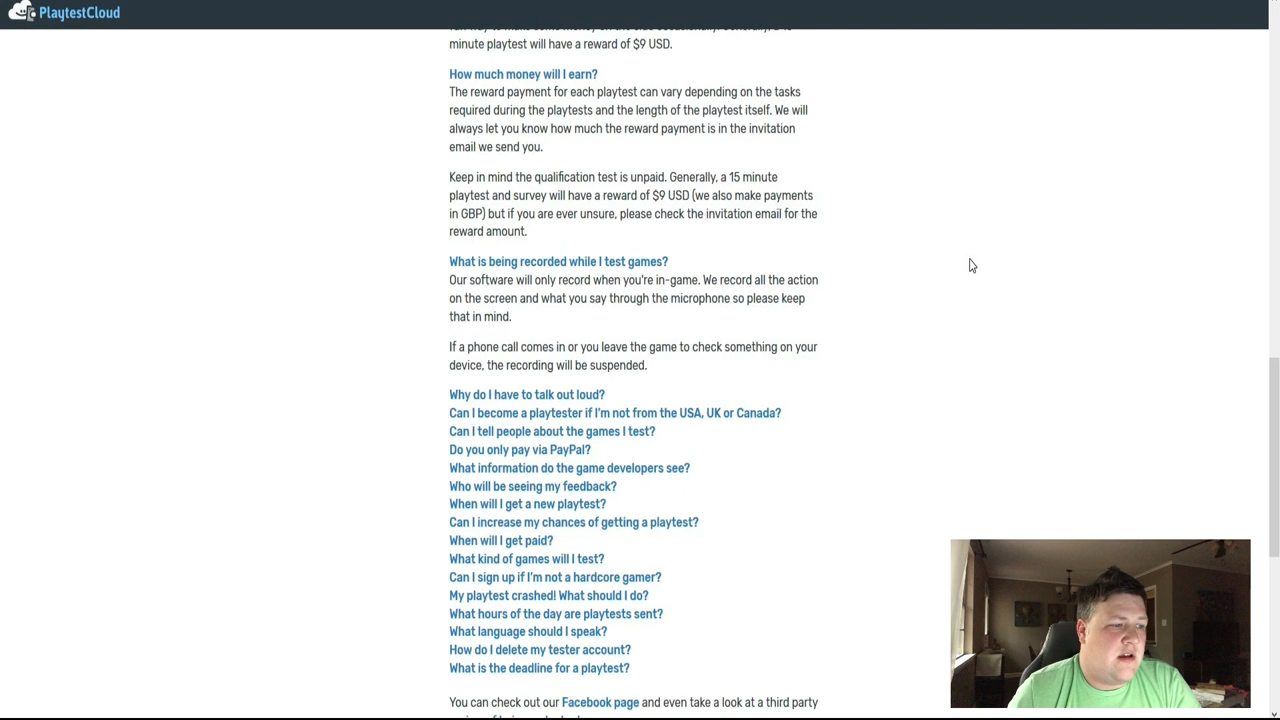 PlaytestCloud
minute playtest will have a reward of $9 USD.
How much money will I earn?
The reward payment for each playtest can vary depending on the tasks
required during the playtests and the length of the playtest itself. We will
always let you know how much the reward payment is in the invitation
email we send you.
Keep in mind the qualification test is unpaid. Generally, a 15 minute
playtest and survey will have a reward of $9 USD (we also make payments
in GBP) but if you are ever unsure, please check the invitation email for the
reward amount.
What is being recorded while I test games?
Our software will only record when you're in-game. We record all the action
on the screen and what you say through the microphone so please keep
that in mind.
If a phone call comes in or you leave the game to check something on your
device, the recording will be suspended.
Why do I have to talk out loud?
Can I become a playtester if I'm not from the USA, UK or Canada?
Can I tell people about the games I test?
Do you only pay via PayPal?
What information do the game developers see?
Who will be seeing my feedback?
When will I get a new playtest?
Can I increase my chances of getting a playtest?
When will I get paid?
What kind of games will I test?
Can I sign up if I'm not a hardcore gamer?
My playtest crashed! What should I do?
What hours of the day are playtests sent?
What language should I speak?
How do I delete my tester account?
What is the deadline for a playtest?
You can check out our Facebook page and even take a look at a third party